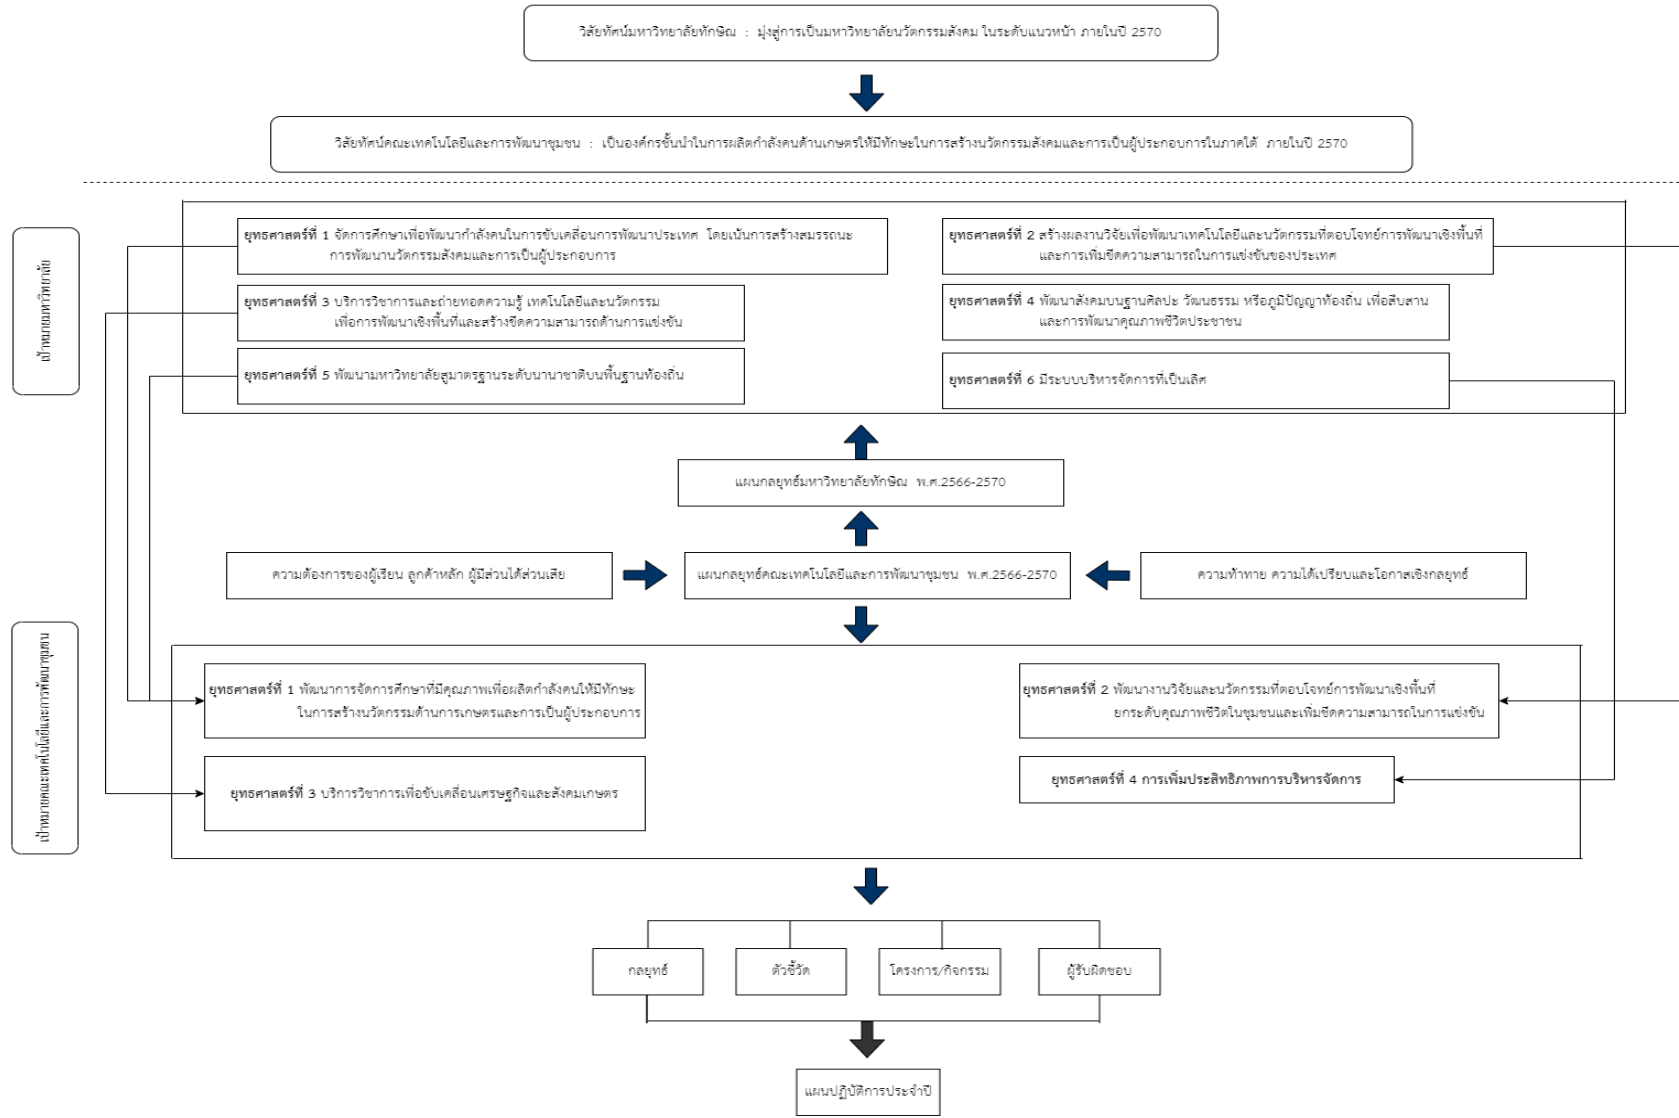 วิสัยทัศน์มหาวิทยาลัยทักษิณ : มุ่งสู่การเป็นมหาวิทยาลัยนวัตกรรมสังคม ในระดับแนวหน้า ภายในปี 2570
วิสัยทัศน์คณะเทคโนโลยีและการพัฒนาชุมชน : เป็นองค์กรชั้นนำในการผลิตกำลังคนด้านเกษตรให้มีทักษะในการสร้างนวัตกรรมสังคมและการเป็นผู้ประกอบการในภาคใต้ ภายในปี 2570
เป้าหมายมหาวิทยาลัย
ยุทธศาสตร์ที่ 1 จัดการศึกษาเพื่อพัฒนากำลังคนในการขับเคลื่อนการพัฒนาประเทศ โดยเน้นการสร้างสมรรถนะ
การพัฒนานวัตกรรมสังคมและการเป็นผู้ประกอบการ
ยุทธศาสตร์ที่ 2 สร้างผลงานวิจัยเพื่อพัฒนาเทคโนโลยีและนวัตกรรมที่ตอบโจทย์การพัฒนาเชิงพื้นที่
และการเพิ่มขีดความสามารถในการแข่งขันของประเทศ
ยุทธศาสตร์ที่ 3 บริการวิชาการและถ่ายทอดความรู้ เทคโนโลยีและนวัตกรรม
เพื่อการพัฒนาเชิงพื้นที่และสร้างขีดความสามารถด้านการแข่งขัน
ยุทธศาสตร์ที่ 4 พัฒนาสังคมบนฐานศิลปะ วัฒนธรรม หรือภูมิปัญญาท้องถิ่น เพื่อสืบสาน
และการพัฒนาคุณภาพชีวิตประชาชน
ยุทธศาสตร์ที่ 5 พัฒนามหาวิทยาลัยสูมาตรฐานระดับนานาชาติบนพื้นฐานท้องถิ่น
ยุทธศาสตร์ที่ 6 มีระบบบริหารจัดการที่เป็นเลิศ
แผนกลยุทธ์มหาวิทยาลัยทักษิณ พ.ศ.2566-2570
ความต้องการของผู้เรียน ลูกค้าหลัก ผู้มีส่วนได้ส่วนเสีย
แผนกลยุทธ์คณะเทคโนโลยีและการพัฒนาชุมชน พ.ศ.2566-2570
ความท้าทาย ความได้เปรียบและโอกาสเชิงกลยุทธ์
เป้าหมายคณะเทคโนโลยีและการพัฒนาชุมชน
ยุทธศาสตร์ที่ 1 พัฒนาการจัดการศึกษาที่มีคุณภาพเพื่อผลิตกำลังคนให้มีทักษะ
ในการสร้างนวัตกรรมด้านการเกษตรและการเป็นผู้ประกอบการ
ยุทธศาสตร์ที่ 2 พัฒนางานวิจัยและนวัตกรรมที่ตอบโจทย์การพัฒนาเชิงพื้นที่
ยกระดับคุณภาพชีวิตในชุมชนและเพิ่มขีดความสามารถในการแข่งขัน
ยุทธศาสตร์ที่ 3 บริการวิชาการเพื่อขับเคลื่อนเศรษฐกิจและสังคมเกษตร
ยุทธศาสตร์ที่ 4 การเพิ่มประสิทธิภาพการบริหารจัดการ
กลยุทธ์
ตัวชี้วัด
โครงการ/กิจกรรม
ผู้รับผิดชอบ
แผนปฏิบัติการประจำปี